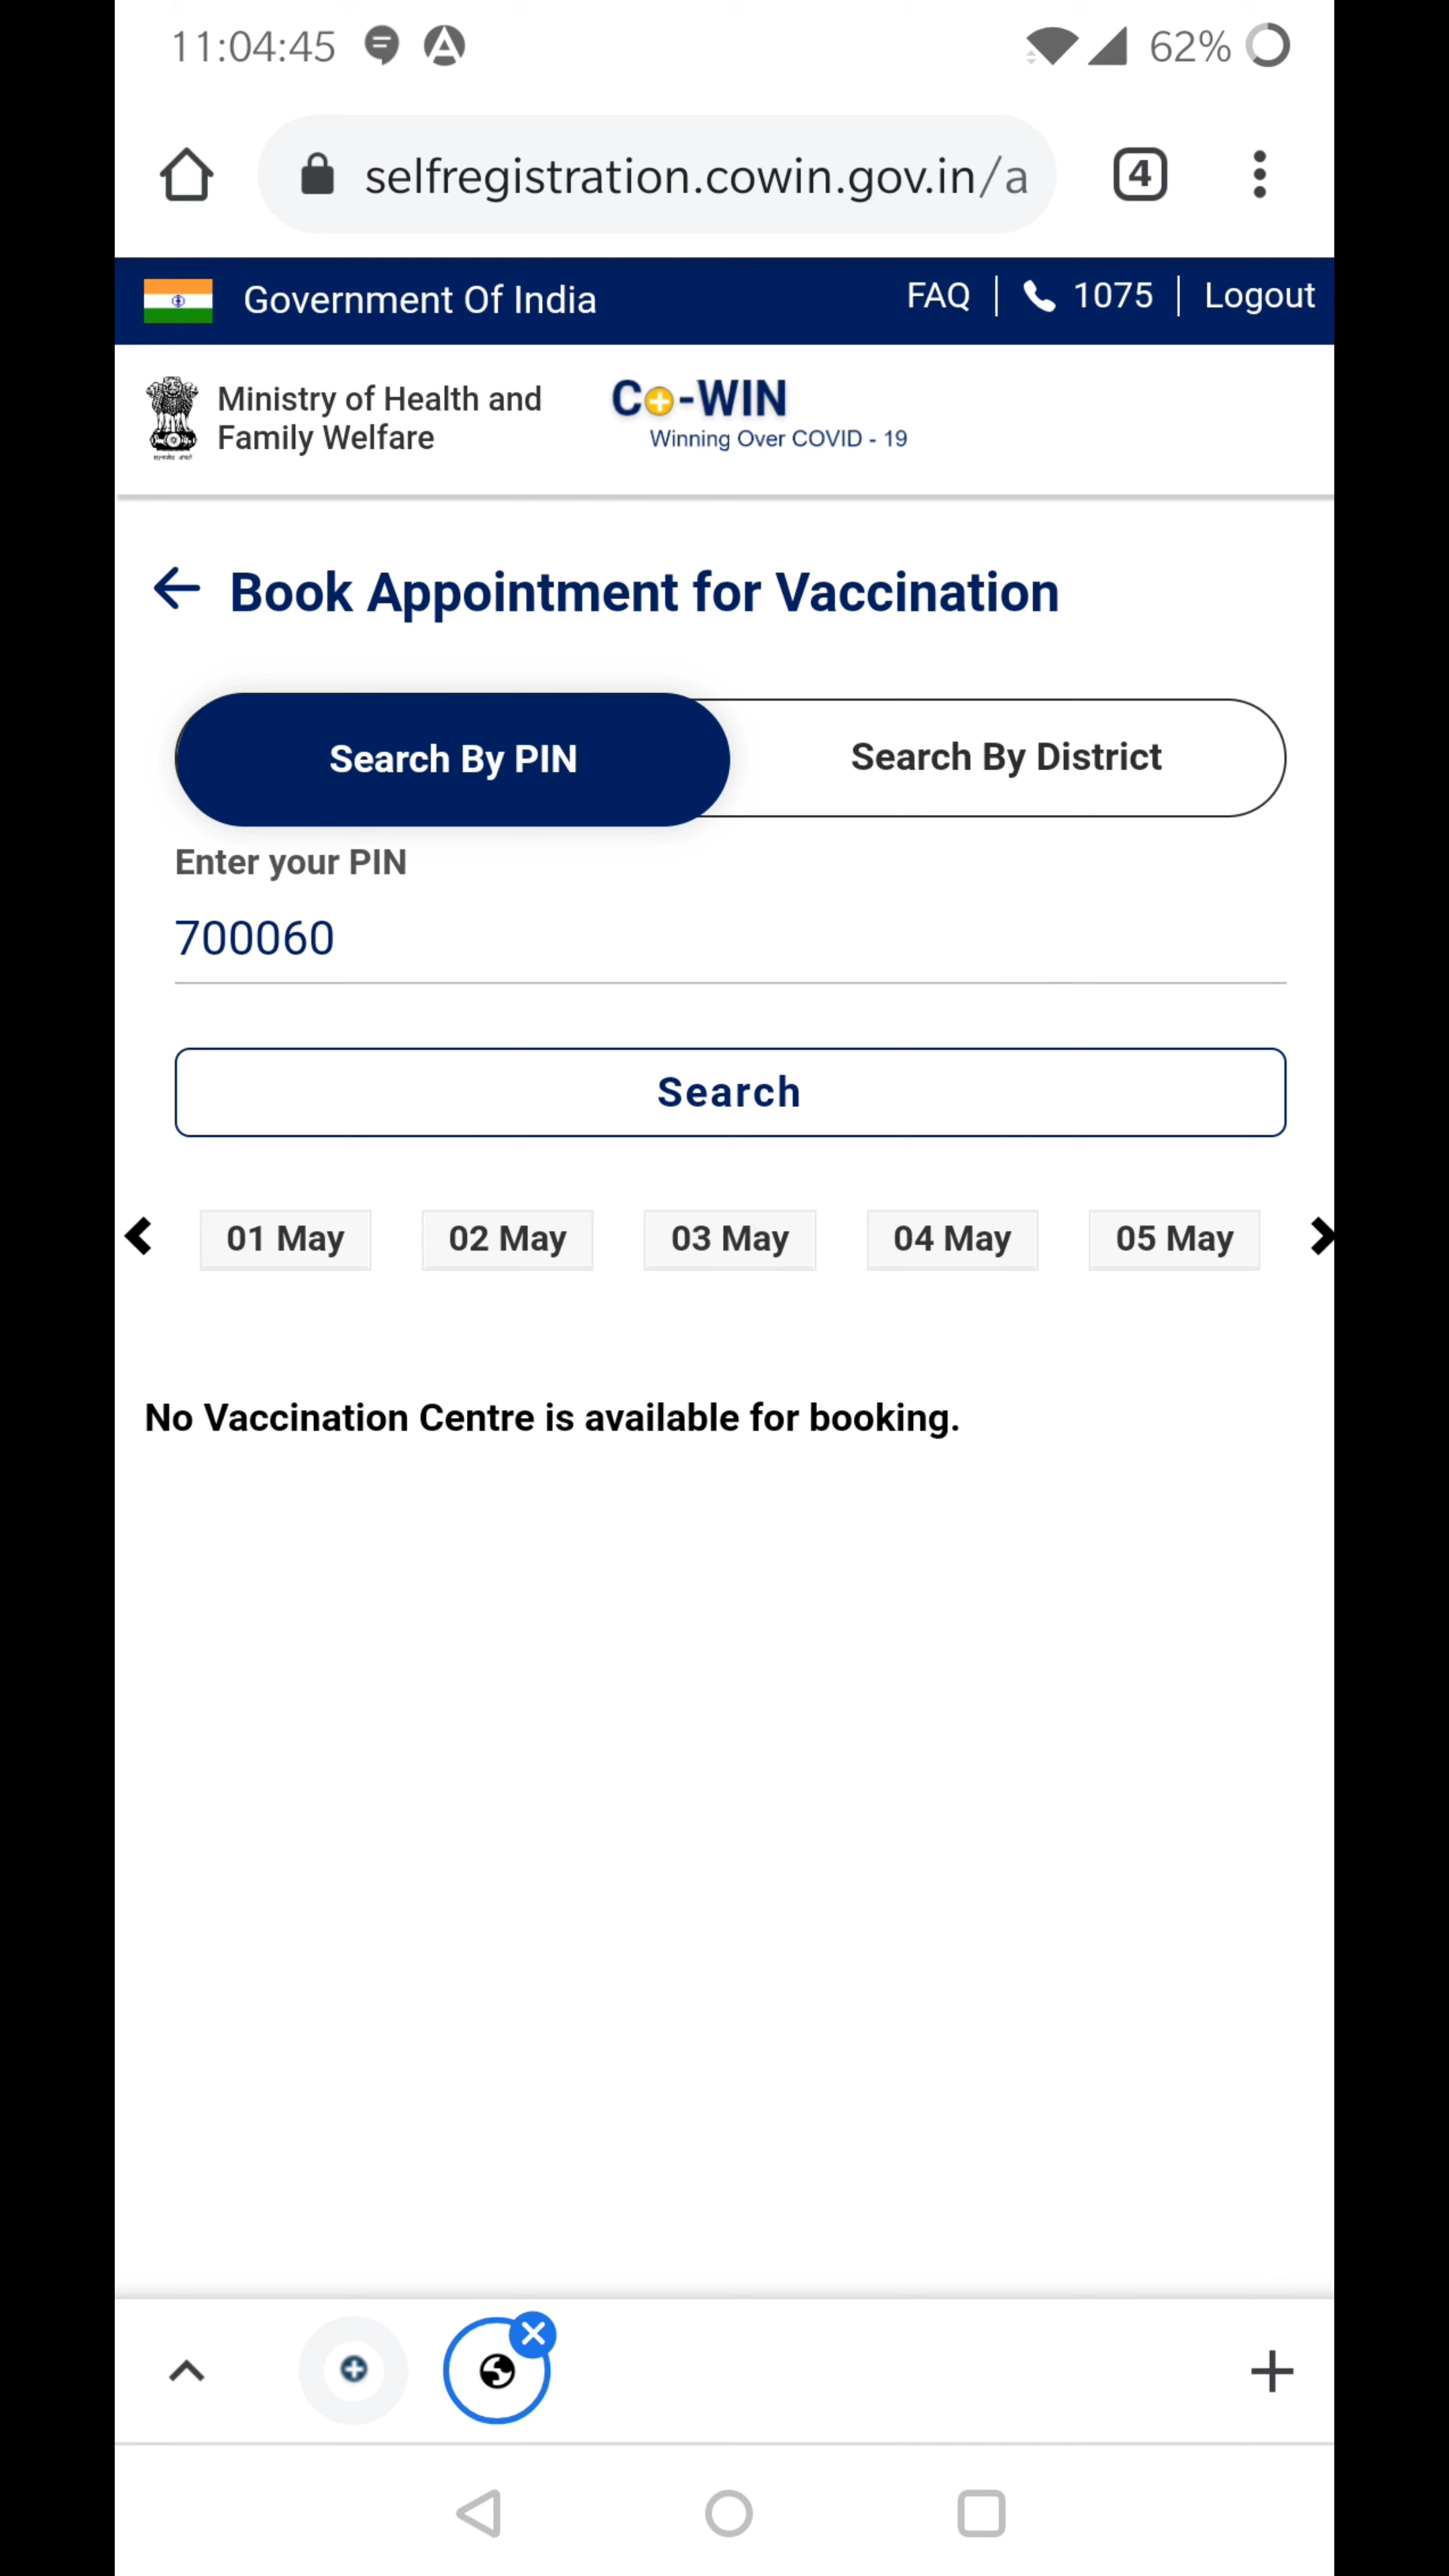 11:04:45 62%
selfregistration.cowin.gov.in/a 4
Government Of India FAQ | 1075 | Logout
Ministry of Health and
Family Welfare
Co-WIN
Winning Over COVID - 19
Book Appointment for Vaccination
Search By PIN Search By District
Enter your PIN
700060
Search
01 May 02 May 03 May 04 May 05 May
No Vaccination Centre is available for booking.